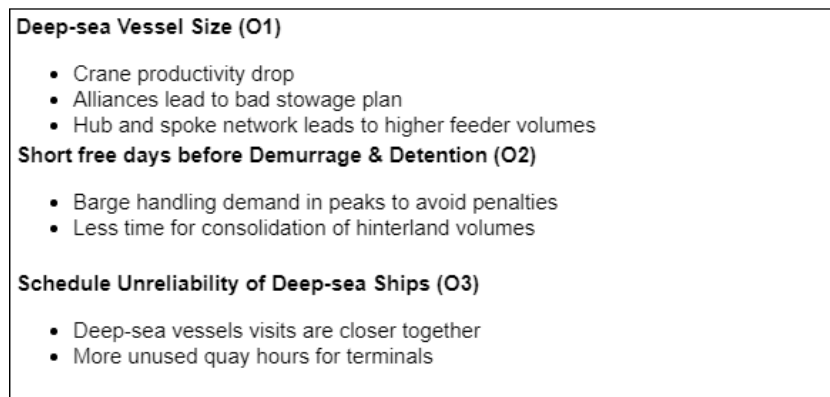 Deep-sea Vessel Size (O1)
• Crane productivity drop
• Alliances lead to bad stowage plan
• Hub and spoke network leads to higher feeder volumes
Short free days before Demurrage & Detention (O2)
• Barge handling demand in peaks to avoid penalties
• Less time for consolidation of hinterland volumes
Schedule Unreliability of Deep-sea Ships (O3)
• Deep-sea vessels visits are closer together
• More unused quay hours for terminals